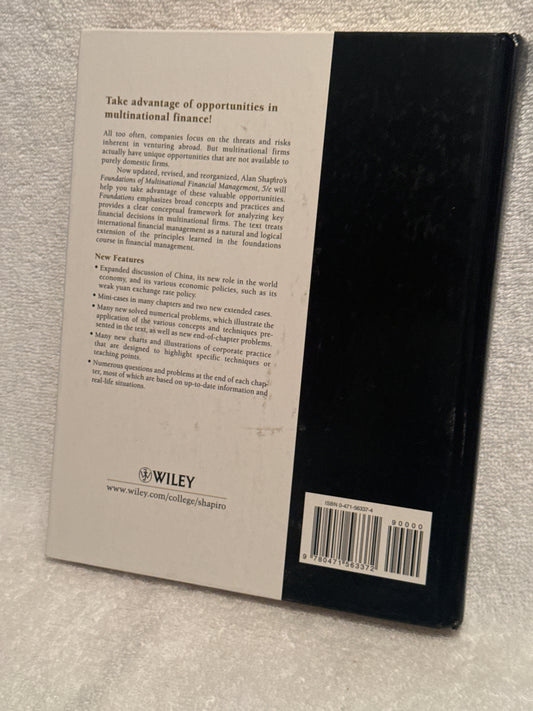 Take advantage of opportunities in
multinational finance!
All too often, companies focus on the threats and risks
inherent in venturing abroad. But multinational firms
actually have unique opportunities that are not available to
purely domestic firms.
Now updated, revised, and reorganized, Alan Shapiro's
Foundations of Multinational Financial Management, 5/e will
help you take advantage of these valuable opportunities.
Foundations emphasizes broad concepts and practices and
provides a clear conceptual framework for analyzing key
financial decisions in multinational firms. The text treats
international financial management as a natural and logical
extension of the principles learned in the foundations
course in financial management.
New Features
• Expanded discussion of China, its new role in the world
economy, and its various economic policies, such as its
weak yuan exchange rate policy.
• Mini-cases in many chapters and two new extended cases.
• Many new solved numerical problems, which illustrate the
application of the various concepts and techniques pre-
sented in the text, as well as new end-of-chapter problems.
• Many new charts and illustrations of corporate practice
that are designed to highlight specific techniques or
teaching points.
• Numerous questions and problems at the end of each chap-
ter, most of which are based on up-to-date information and
real-life situations.
WILEY
www.wiley.com/college/shapiro
ISBN 0-471-56337-4
90000
9 780471 563372